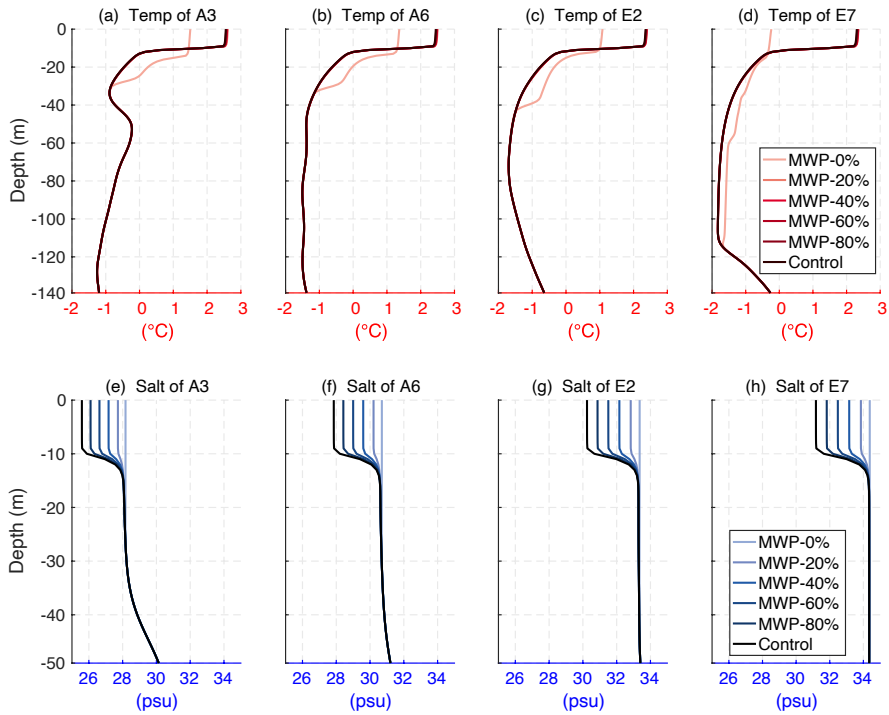 (a) Temp of A3
(b) Temp of A6
(c) Temp of E2
(d) Temp of E7
Depth (m)
0
-20
-40
-60
-80
-100
-120
-140
-2 -1 0 1 2 3
(°C)
-2 -1 0 1 2 3
(°C)
-2 -1 0 1 2 3
(°C)
-2 -1 0 1 2 3
(°C)
MWP-0%
MWP-20%
MWP-40%
MWP-60%
MWP-80%
Control
(e) Salt of A3
(f) Salt of A6
(g) Salt of E2
(h) Salt of E7
Depth (m)
0
-10
-20
-30
-40
-50
26 28 30 32 34
(psu)
26 28 30 32 34
(psu)
26 28 30 32 34
(psu)
26 28 30 32 34
(psu)
MWP-0%
MWP-20%
MWP-40%
MWP-60%
MWP-80%
Control